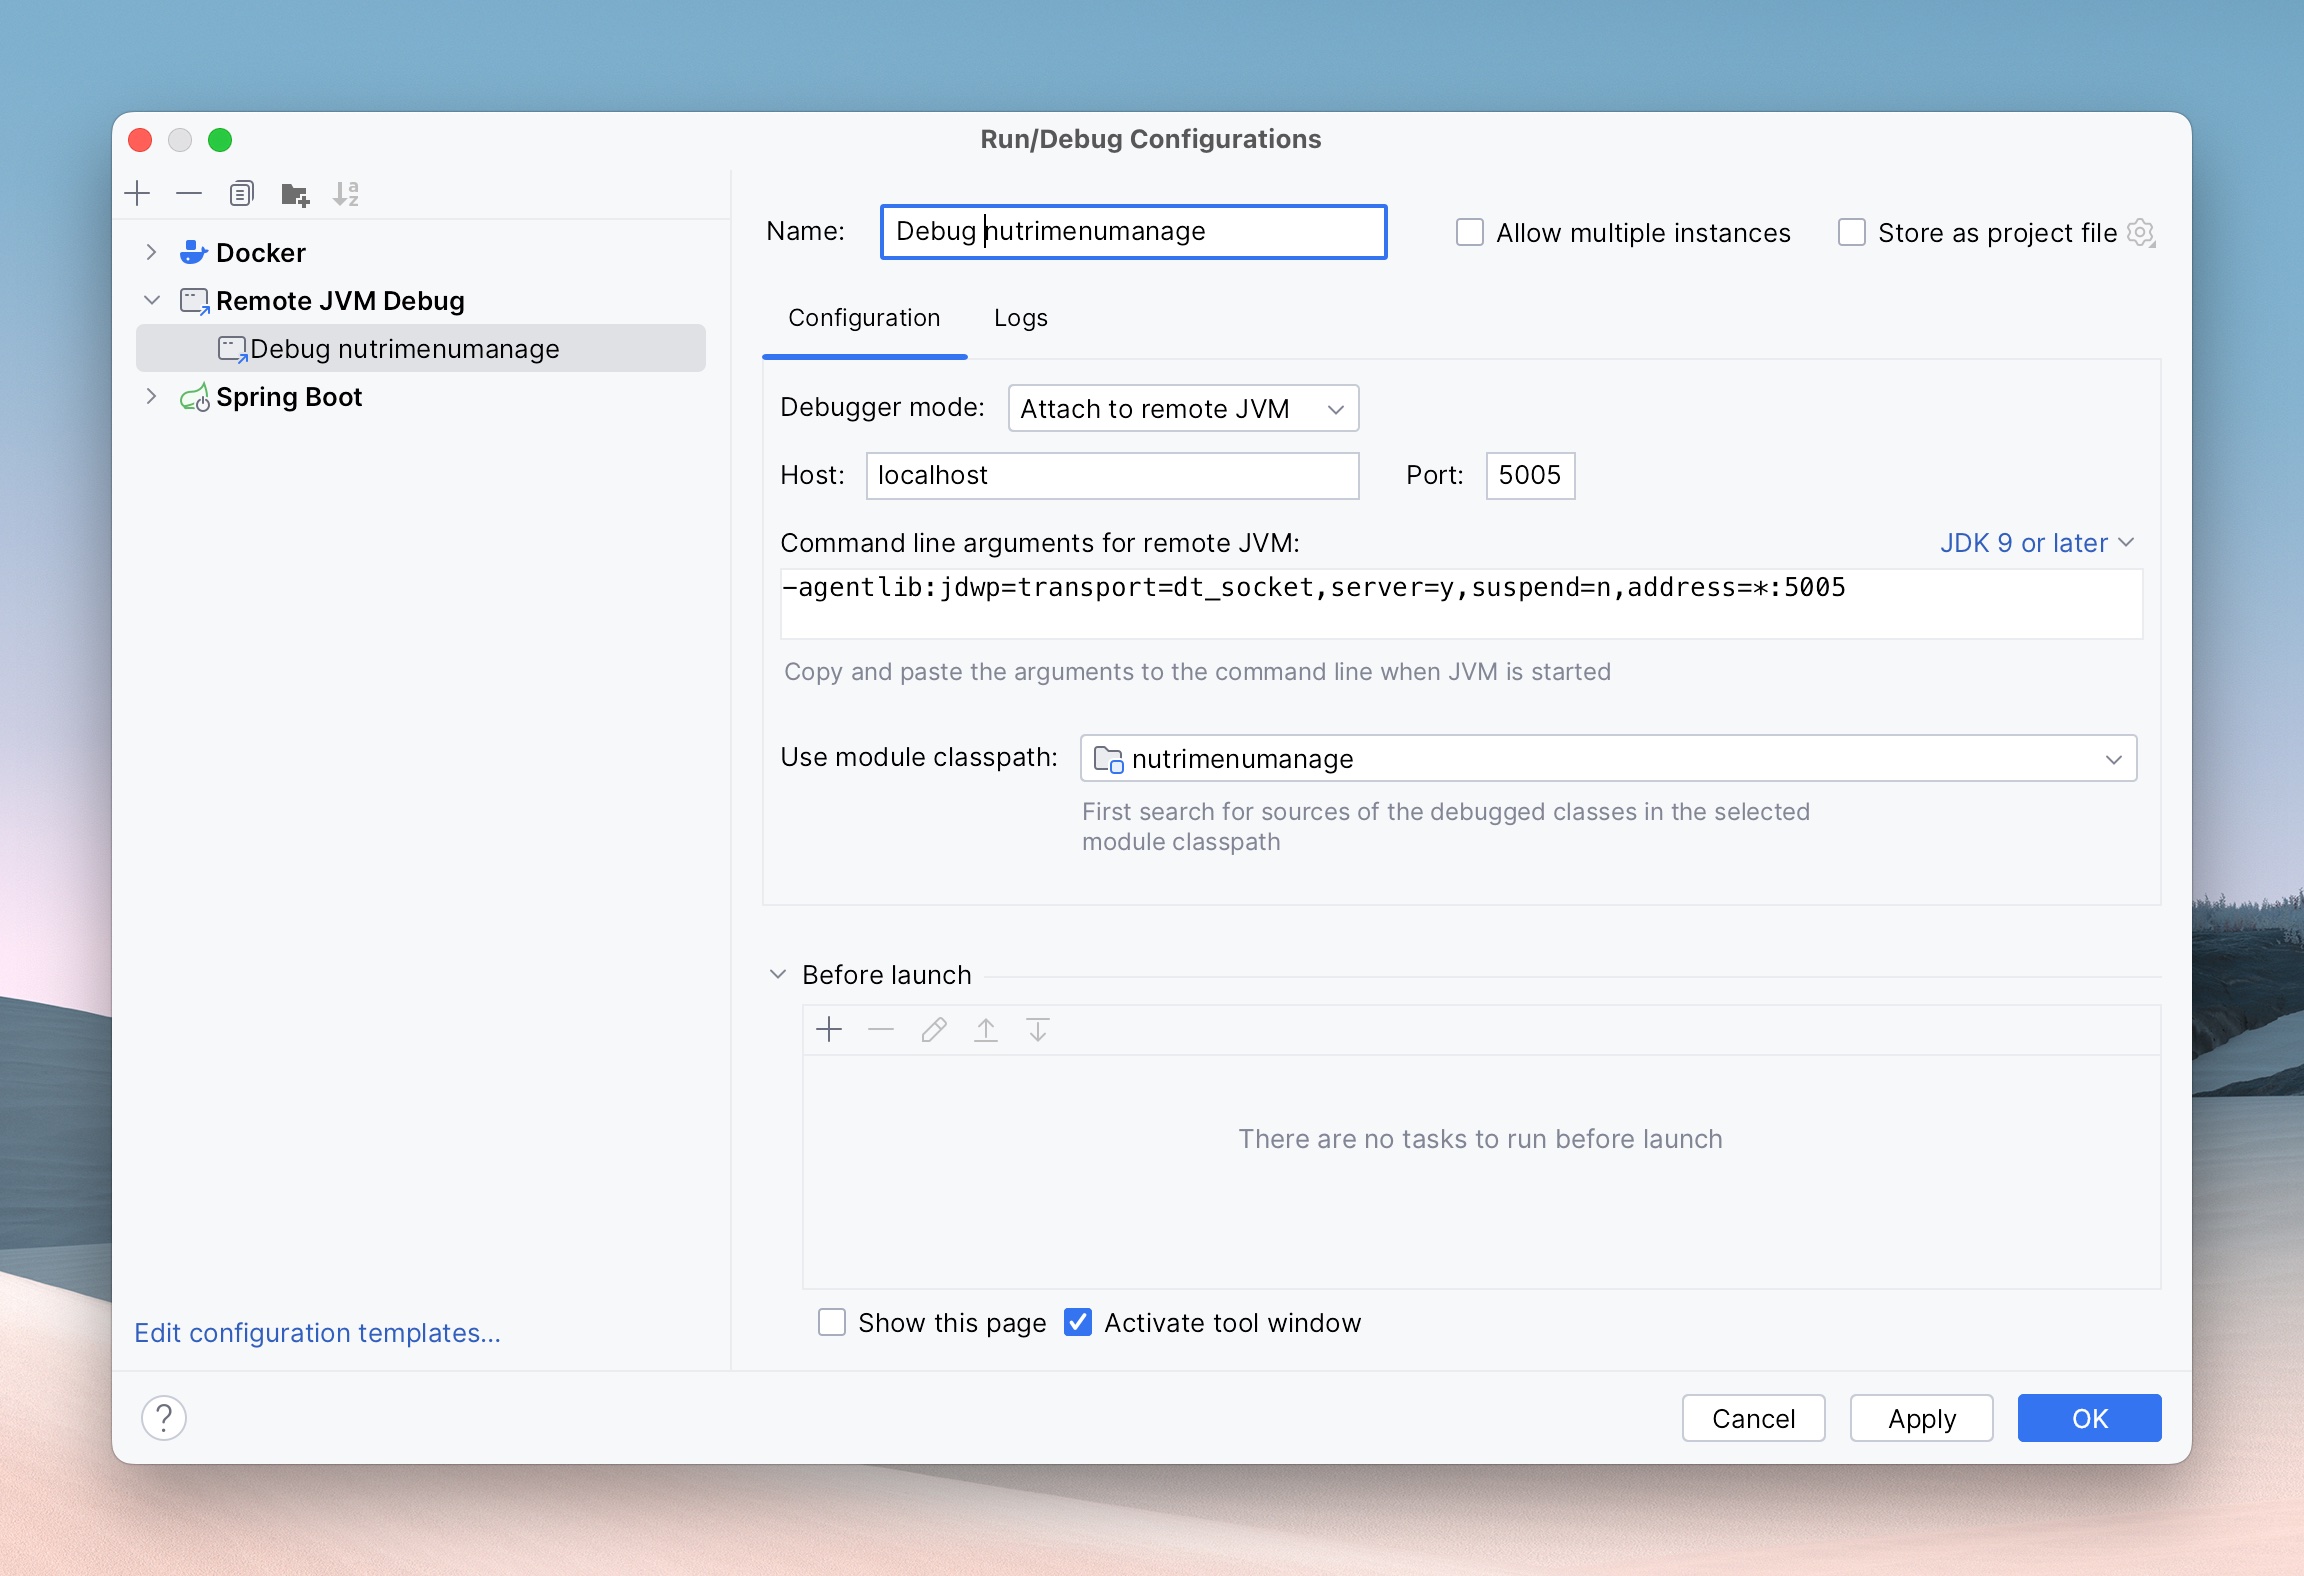 Run/Debug Configurations
Docker
Remote JVM Debug
Debug nutrimenumanage
Spring Boot
Edit configuration templates...
Name: Debug nutrimenumanage
Allow multiple instances
Store as project file
Configuration Logs
Debugger mode: Attach to remote JVM
Host: localhost Port: 5005
Command line arguments for remote JVM: JDK 9 or later
-agentlib:jdwp=transport=dt_socket,server=y,suspend=n,address=*:5005
Copy and paste the arguments to the command line when JVM is started
Use module classpath: nutrimenumanage
First search for sources of the debugged classes in the selected
module classpath
Before launch
There are no tasks to run before launch
Show this page Activate tool window
? Cancel Apply OK